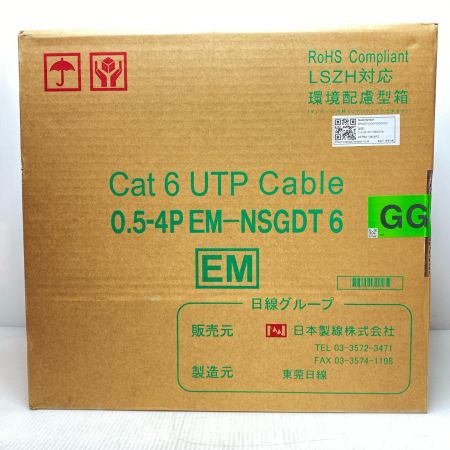 RoHS Compliant
LSZH対応
環境配慮型箱
Cat 6 UTP Cable
0.5-4P EM-NSGDT 6
GG
EM
日線グループ
販売元
日本製線株式会社
TEL 03-3572-3471
FAX 03-3574-1198
製造元
東莞日線